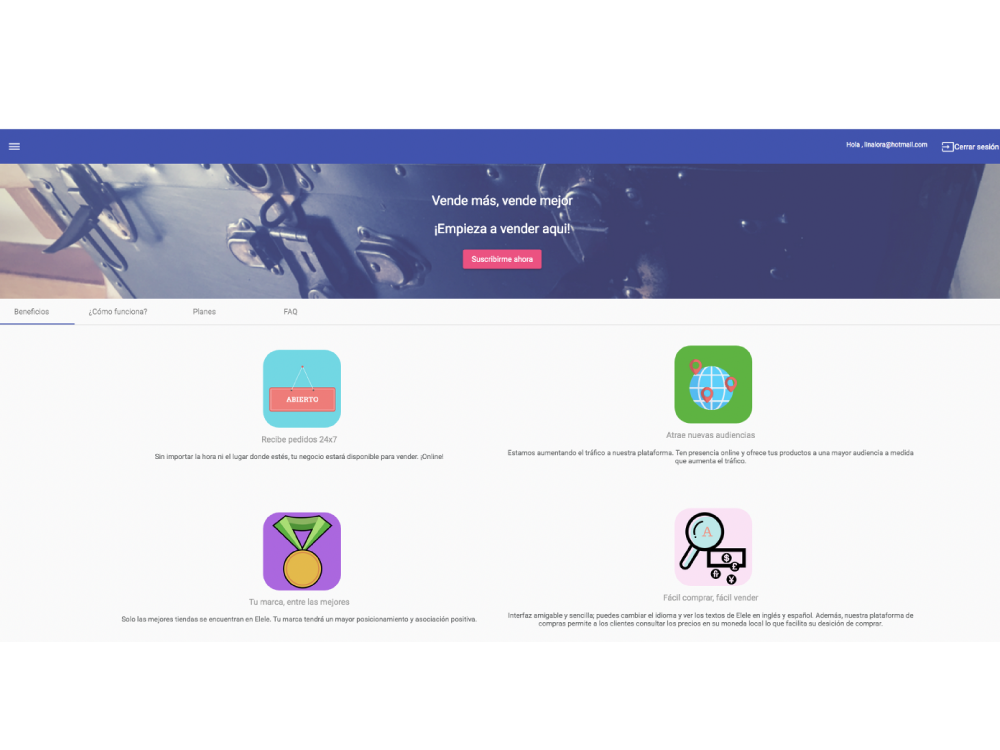 Hola , linalora@hotmail.com
Cerrar sesión
Vende más, vende mejor
¡Empieza a vender aqui!
Suscribirme ahora
Beneficios
¿Cómo funciona?
Planes
FAQ
ABIERTO
Recibe pedidos 24x7
Sin importar la hora ni el lugar donde estés, tu negocio estará disponible para vender. ¡Online!
Atrae nuevas audiencias
Estamos aumentando el tráfico a nuestra plataforma. Ten presencia online y ofrece tus productos a una mayor audiencia a medida
que aumenta el tráfico.
Tu marca, entre las mejores
Solo las mejores tiendas se encuentran en Elele. Tu marca tendrá un mayor posicionamiento y asociación positiva.
A
$
£
¥
Fácil comprar, fácil vender
Interfaz amigable y sencilla; puedes cambiar el idioma y ver los textos de Elele en inglés y español. Además, nuestra plataforma de
compras permite a los clientes consultar los precios en su moneda local lo que facilita su desición de comprar.